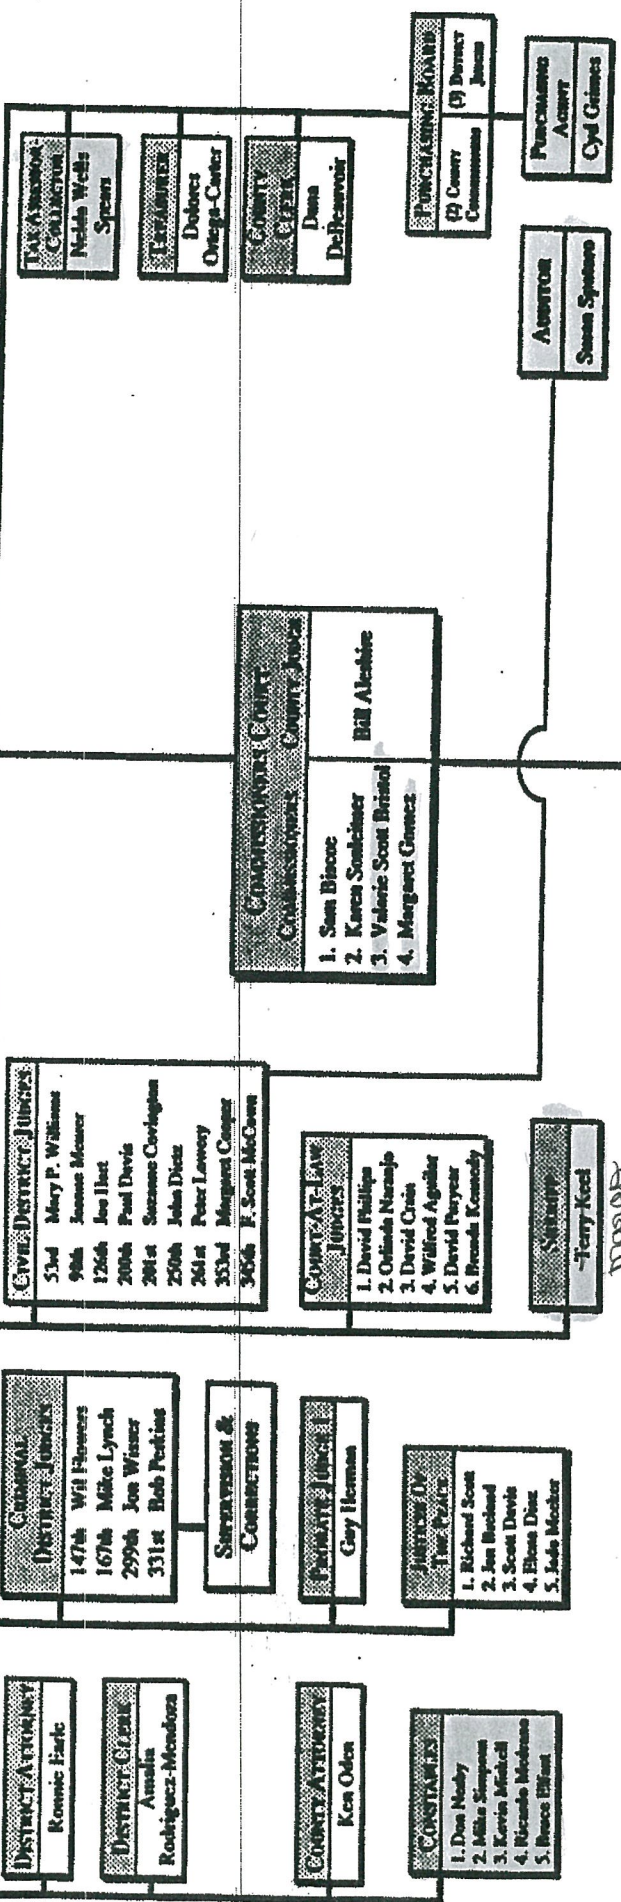 DISTRICT ATTORNEY
Ronnie Earle
DISTRICT CLERK
Amalia
Rodriguez-Mendoza
COUNTY ATTORNEY
Ken Oden
CONSTABLES
1. Don Nesby
2. Mike Simpson
3. Kevin
4. Ricardo
5. Bruce Elfant
CRIMINAL
DISTRICT JUDGES
147th Wil Flowers
167th Mike Lynch
299th Jon Wisser
331st Bob Perkins
SUPERVISION &
CORRECTIONS
PROBATE JUDGE 1
Guy Herman
JUSTICES OF
THE PEACE
1. Richard Scott
2. Jon
3. Scott Davis
4. Elena Diaz
5. Jade Meeker
CIVIL DISTRICT JUDGES
53rd Mary P. Williams
98th Jeanne Meurer
126th Joe Hart
200th Paul Davis
201st Suzanne Covington
250th John Dietz
261st Peter Lowry
353rd Margaret Cooper
345th F. Scott McCown
COURT-AT-LAW
JUDGES
1. David Phillips
2. Orlinda Naranjo
3. David Crain
4. Wilfred Aguilar
5. David Puryear
6. Brenda Kennedy
SHERIFF
Terry Keel
COMMISSIONERS COURT
COMMISSIONERS COUNTY JUDGE
1. Sam Biscoe
2. Karen Sonleitner
3. Valerie Scott Bristol
4. Margaret Gomez
Bill Aleshire
TAX ASSESSOR
COLLECTOR
Nelda Wells
Spears
TREASURER
Dolores
Ortega-Carter
COUNTY
CLERK
Dana
DeBeauvoir
PURCHASING BOARD
(2) COUNTY
COMMISSIONERS
(3) DISTRICT
JUDGES
AUDITOR
Susan Spataro
PURCHASING
AGENT
Cyd Grimes